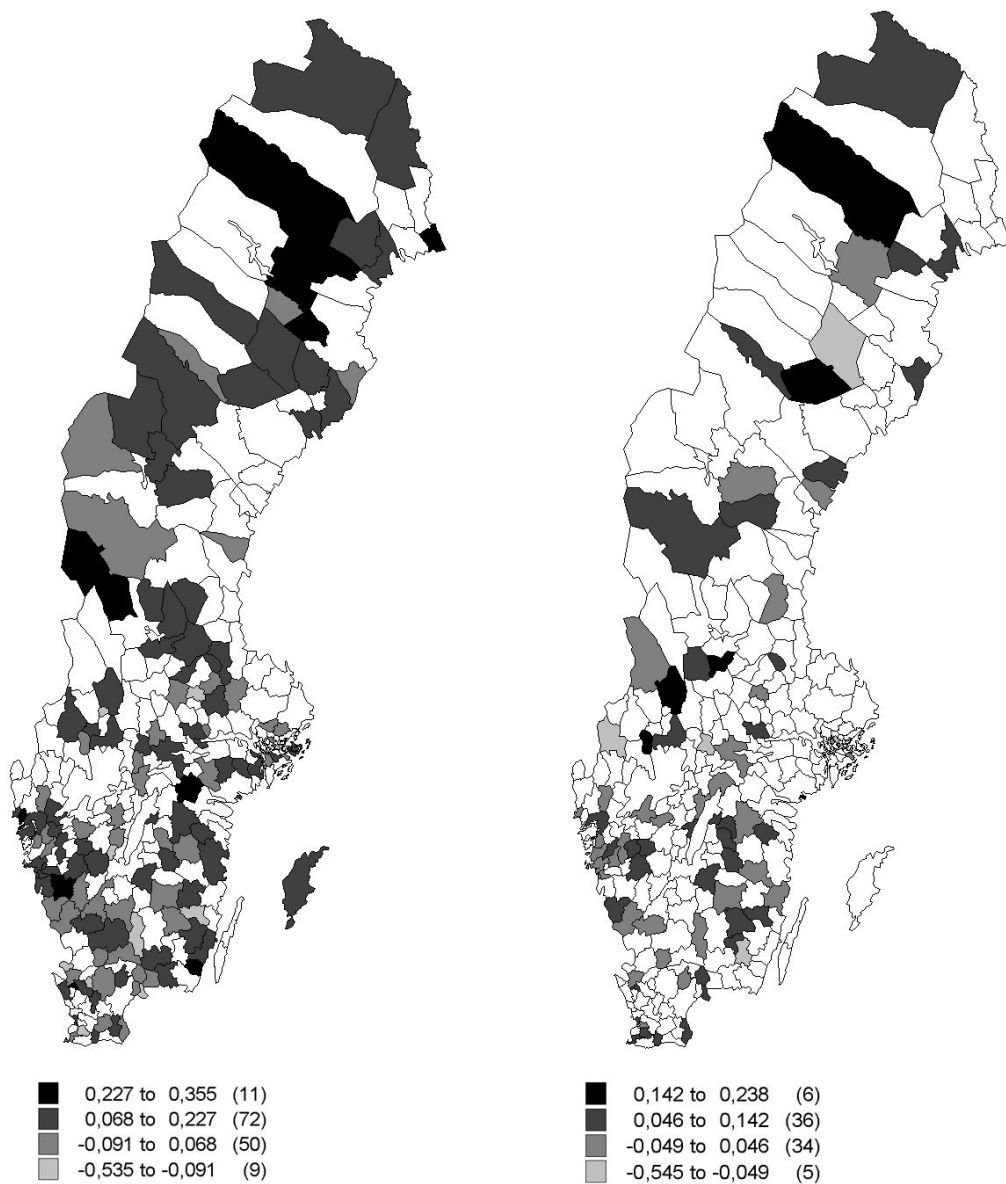 0,227 to 0,355 (11)
0,068 to 0,227 (72)
-0,091 to 0,068 (50)
-0,535 to -0,091 (9)
0,142 to 0,238 (6)
0,046 to 0,142 (36)
-0,049 to 0,046 (34)
-0,545 to -0,049 (5)